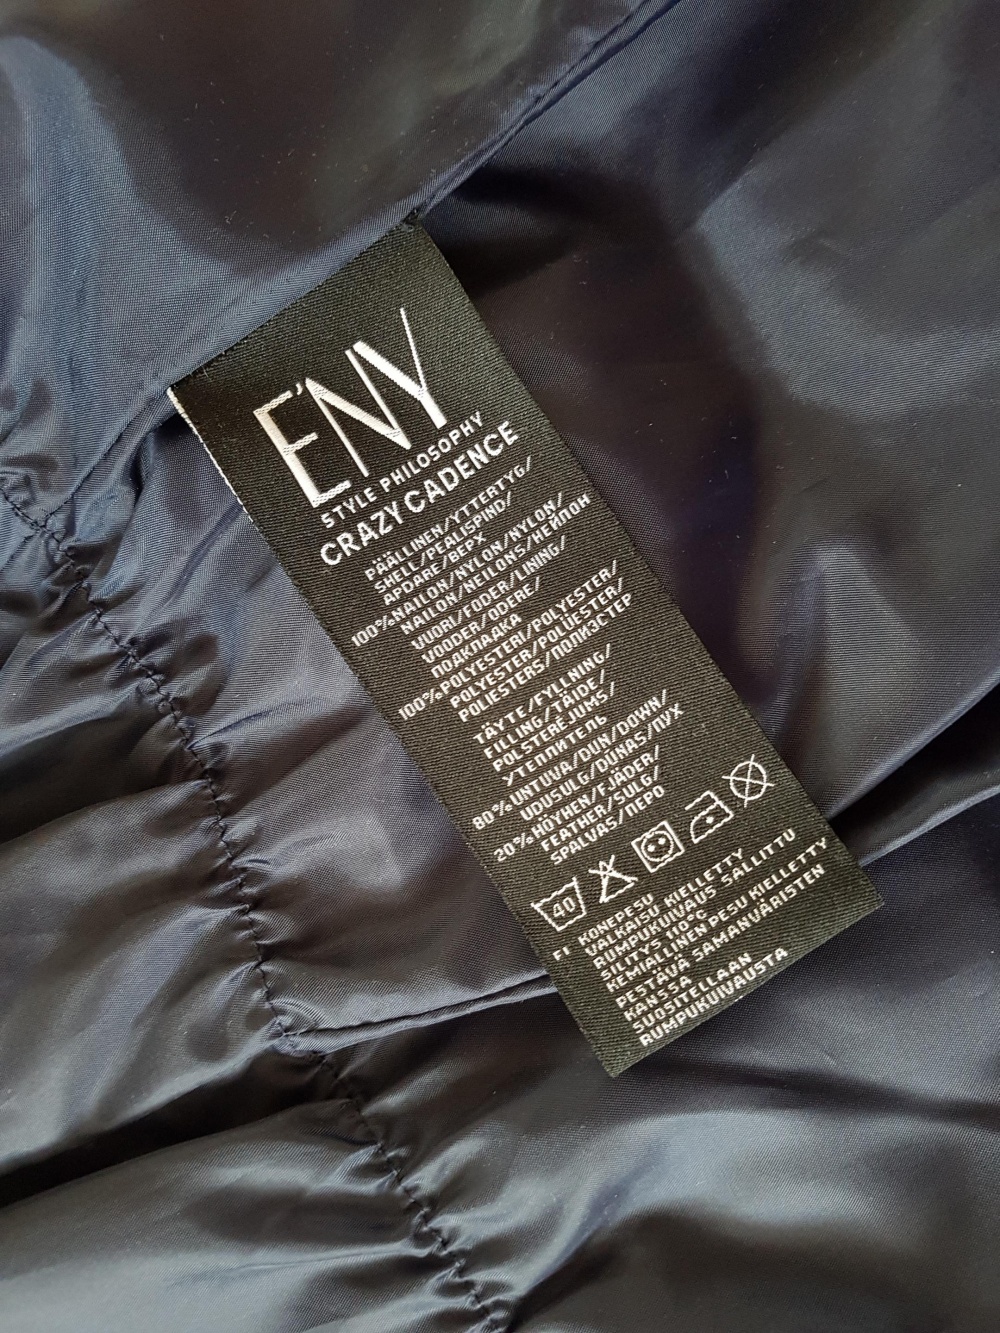 E'NY
STYLE PHILOSOPHY
CRAZY CADENCE
PÄÄLLINEN/YTTERTYG/
SHELL/PEALISPIND/
APDARE/ВЕРХ
100%NAILON/NYLON/NYLON/
NAILON/NEILONS/НЕЙЛОН
VUORI/FODER/LINING/
VOODER/ODERE/
ПОДКЛАДКА
100%POLYESTERI/POLYESTER/
POLYESTER/POLÜESTER/
POLIESTERS/ПОЛИЭСТЕР
TÄYTE/FYLLNING/
FILLING/TÄIDE/
POLSTERĒJUMS/
УТЕПЛИТЕЛЬ
80%UNTUVA/DUN/DOWN/
UDUSULG/DŪNAS/ПУХ
20%HÖYHEN/FJÄDER/
FEATHER/SULG/
SPALVAS/ПЕРО
40
FI KONEPESU
VALKAISU KIELLETTY
RUMPUKUIVAUS SALLITTU
SILITYS 110°C
KEMIALLINEN PESU KIELLETTY
PESTÄVÄ SAMANVÄRISTEN
KANSSA
SUOSITELLAAN
RUMPUKUIVAUSTA